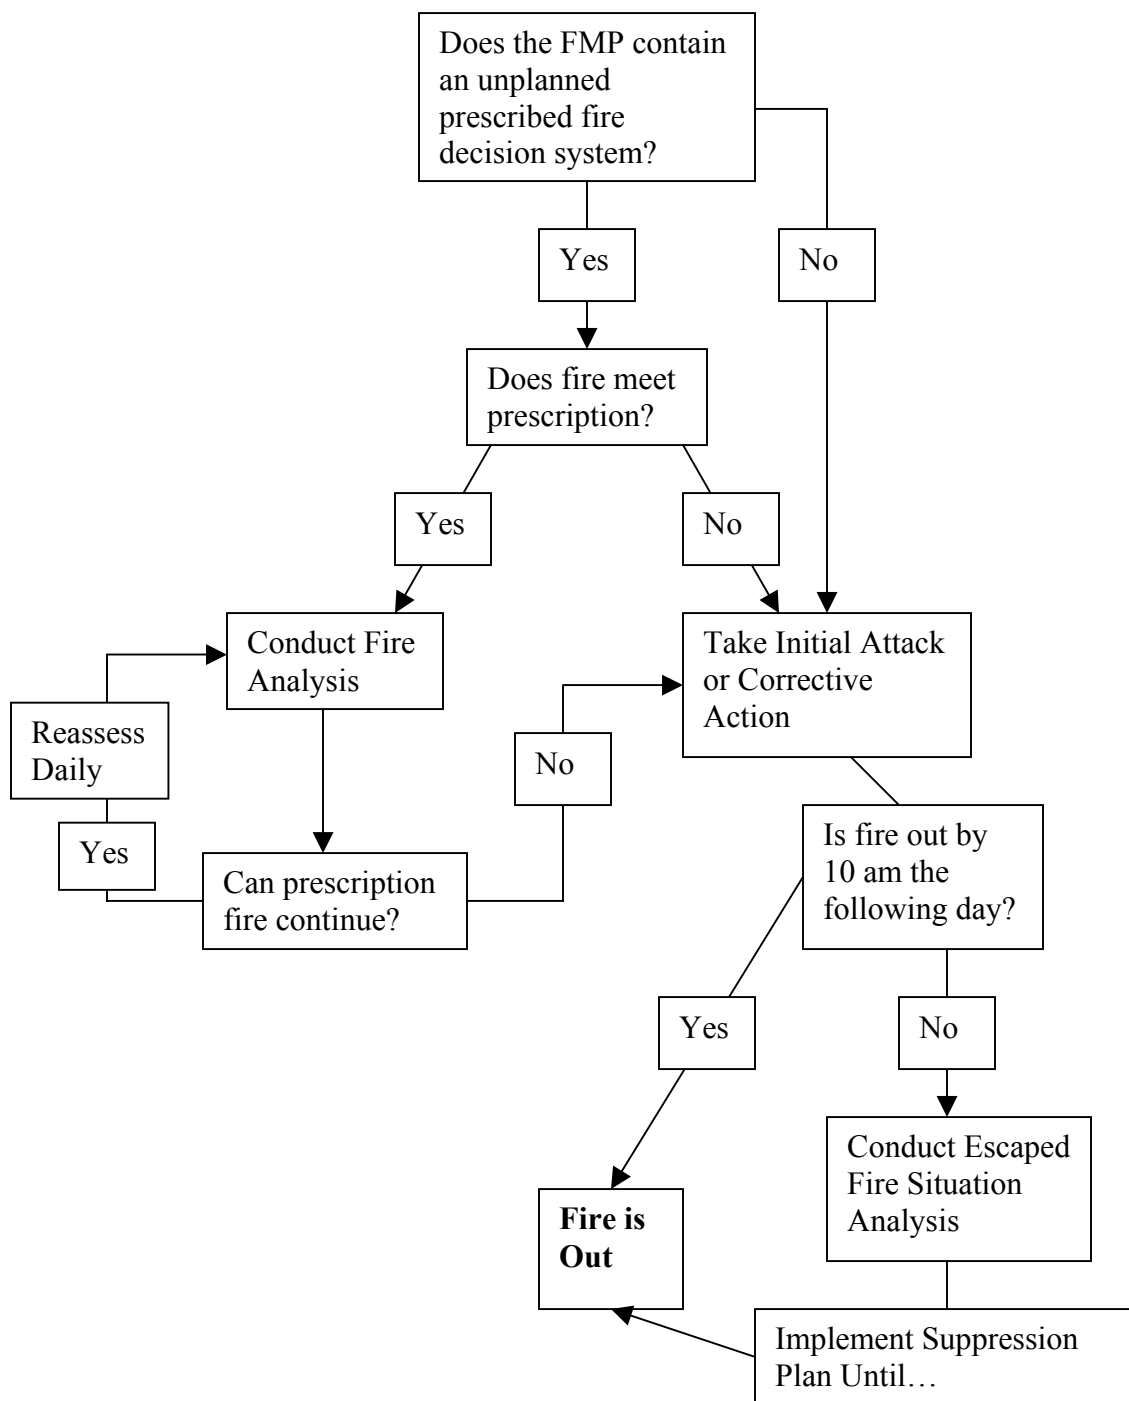 Does the FMP contain
an unplanned
prescribed fire
decision system?
Yes
No
Does fire meet
prescription?
Yes
No
Conduct Fire
Analysis
Take Initial Attack
or Corrective
Action
Reassess
Daily
No
Yes
Can prescription
fire continue?
Is fire out by
10 am the
following day?
Yes
No
Conduct Escaped
Fire Situation
Analysis
Fire is
Out
Implement Suppression
Plan Until…